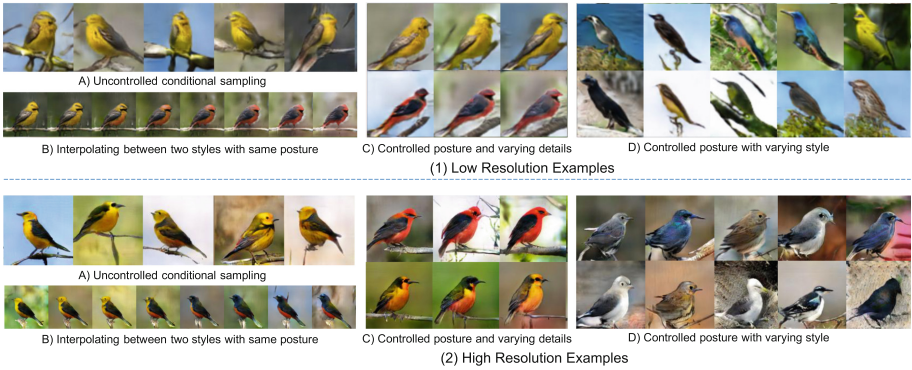 A) Uncontrolled conditional sampling
B) Interpolating between two styles with same posture
C) Controlled posture and varying details
D) Controlled posture with varying style
(1) Low Resolution Examples
A) Uncontrolled conditional sampling
B) Interpolating between two styles with same posture
C) Controlled posture and varying details
D) Controlled posture with varying style
(2) High Resolution Examples